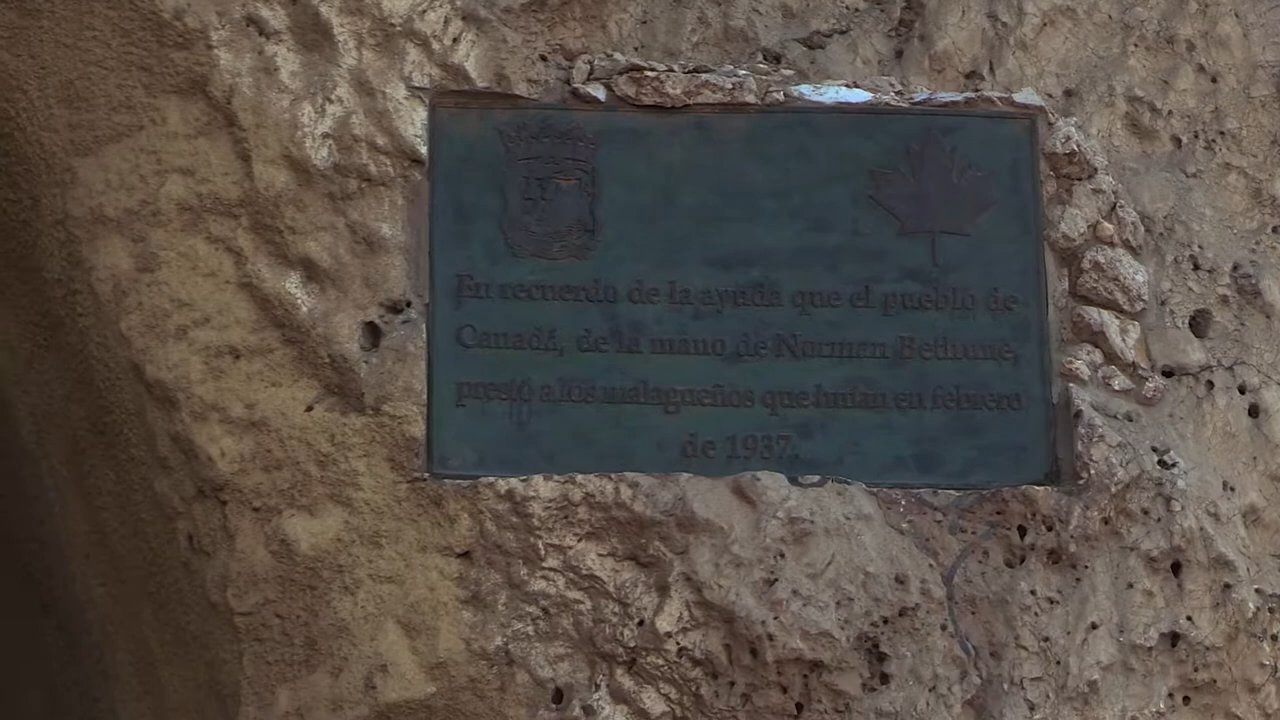 En recuerdo de la ayuda que el pueblo de
Canadá, de la mano de Norman Bethune,
prestó a los malagueños que huían en febrero
de 1937.